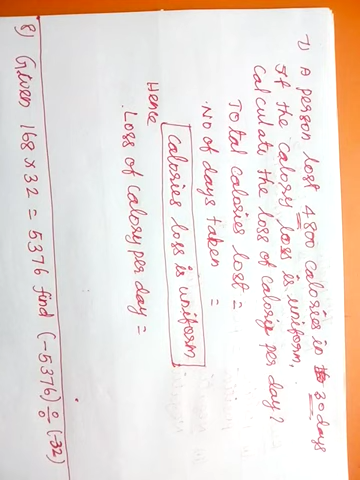 7) A person lost 4800 calories in 30 days
If the calory loss is uniform,
calculate the loss of calorie per day?
Total calories lost =
No of days taken =
calories loss is uniform
Hence
Loss of calory per day =
8) Given 168 × 32 = 5376 find (-5376) ÷ (-32)